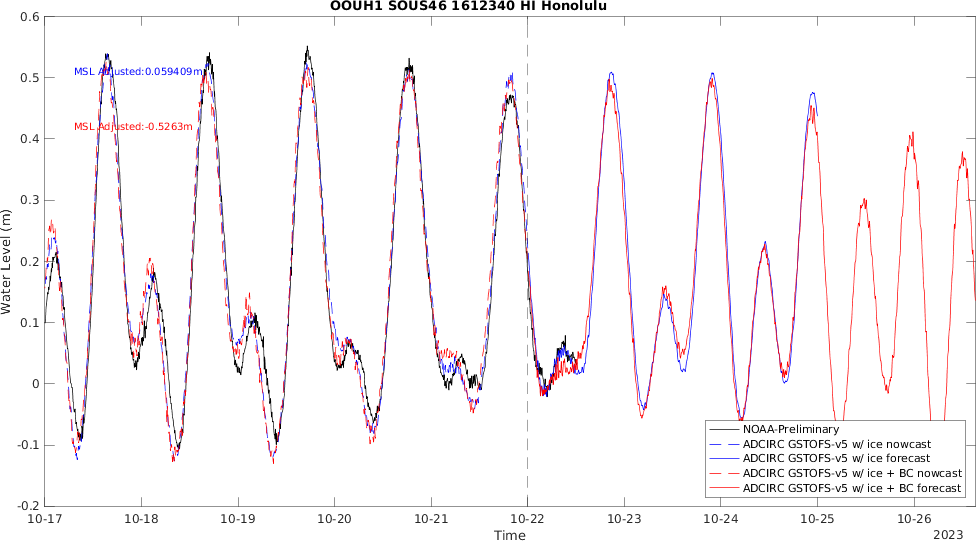 OOUH1 SOUS46 1612340 HI Honolulu
0.6
0.5
0.4
0.3
0.2
0.1
0
-0.1
-0.2
Water Level (m)
MSL Adjusted:0.059409m
MSL Adjusted:-0.5263m
NOAA-Preliminary
ADCIRC GSTOFS-v5 w/ ice nowcast
ADCIRC GSTOFS-v5 w/ ice forecast
ADCIRC GSTOFS-v5 w/ ice + BC nowcast
ADCIRC GSTOFS-v5 w/ ice + BC forecast
10-17 10-18 10-19 10-20 10-21 10-22 10-23 10-24 10-25 10-26
Time
2023